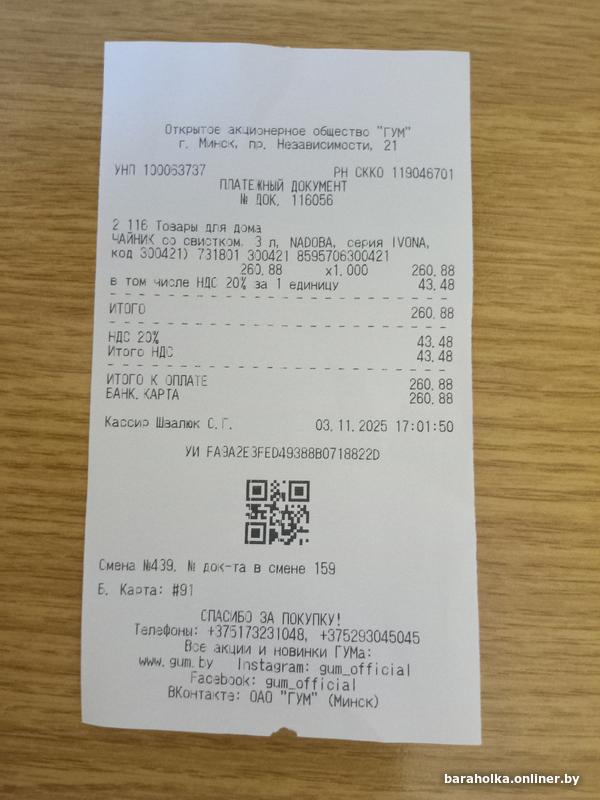 Открытое акционерное общество "ГУМ"
г. Минск, пр. Независимости, 21
УНП 100063737 РН СККО 119046701
ПЛАТЕЖНЫЙ ДОКУМЕНТ
№ ДОК. 116056
2 116 Товары для дома
ЧАЙНИК со свистком, 3 л, NADOBA, серия IVONA,
код 300421) 731801 300421 8595706300421
260.88 x1.000 260.88
в том числе НДС 20% за 1 единицу 43.48
ИТОГО 260.88
НДС 20% 43.48
Итого НДС 43.48
ИТОГО К ОПЛАТЕ 260.88
БАНК. КАРТА 260.88
Кассир Швалюк С.Г. 03.11.2025 17:01:50
УИ FA9A2E3FED49388B0718822D
Смена №439, № док-та в смене 159
Б. Карта: #91
СПАСИБО ЗА ПОКУПКУ!
Телефоны: +375173231048, +375293045045
Все акции и новинки ГУМа:
www.gum.by Instagram: gum_official
Facebook: gum_official
ВКонтакте: ОАО "ГУМ" (Минск)
baraholka.onliner.by